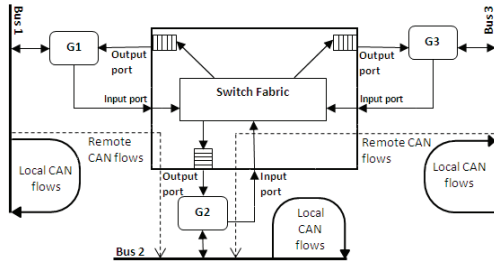 Bus 1
Bus 3
G1
G3
Output
port
Output
port
Switch Fabric
Input port
Input port
Remote
CAN flows
Remote
CAN flows
Local CAN
flows
Local CAN
flows
Output
port
Input
port
G2
Local
CAN
flows
Bus 2